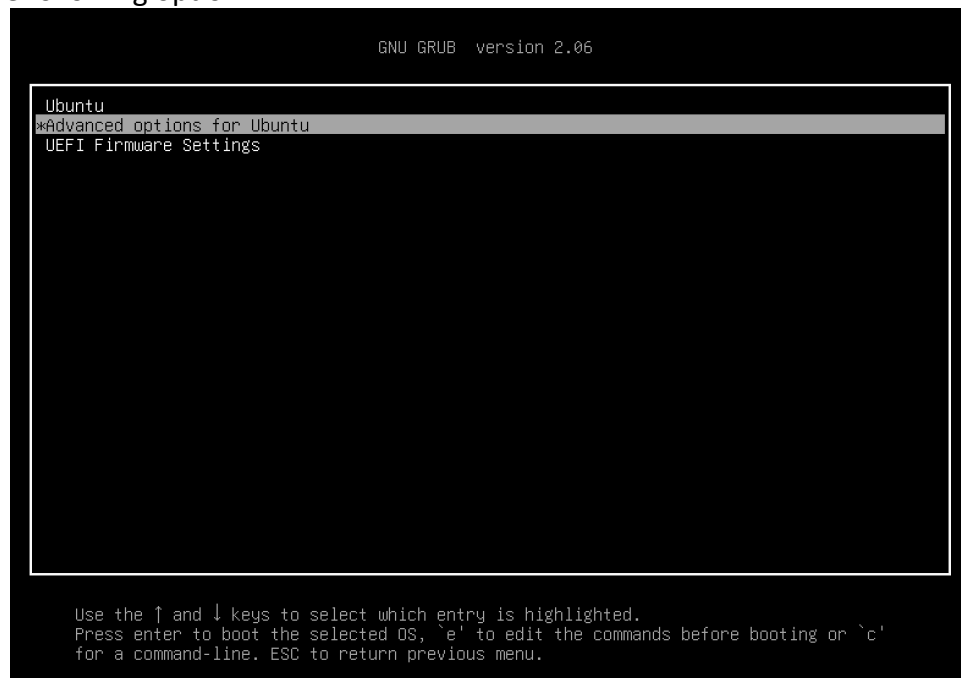 GNU GRUB version 2.06
Ubuntu
*Advanced options for Ubuntu
UEFI Firmware Settings
Use the ↑ and ↓ keys to select which entry is highlighted.
Press enter to boot the selected OS, `e' to edit the commands before booting or `c'
for a command-line. ESC to return previous menu.